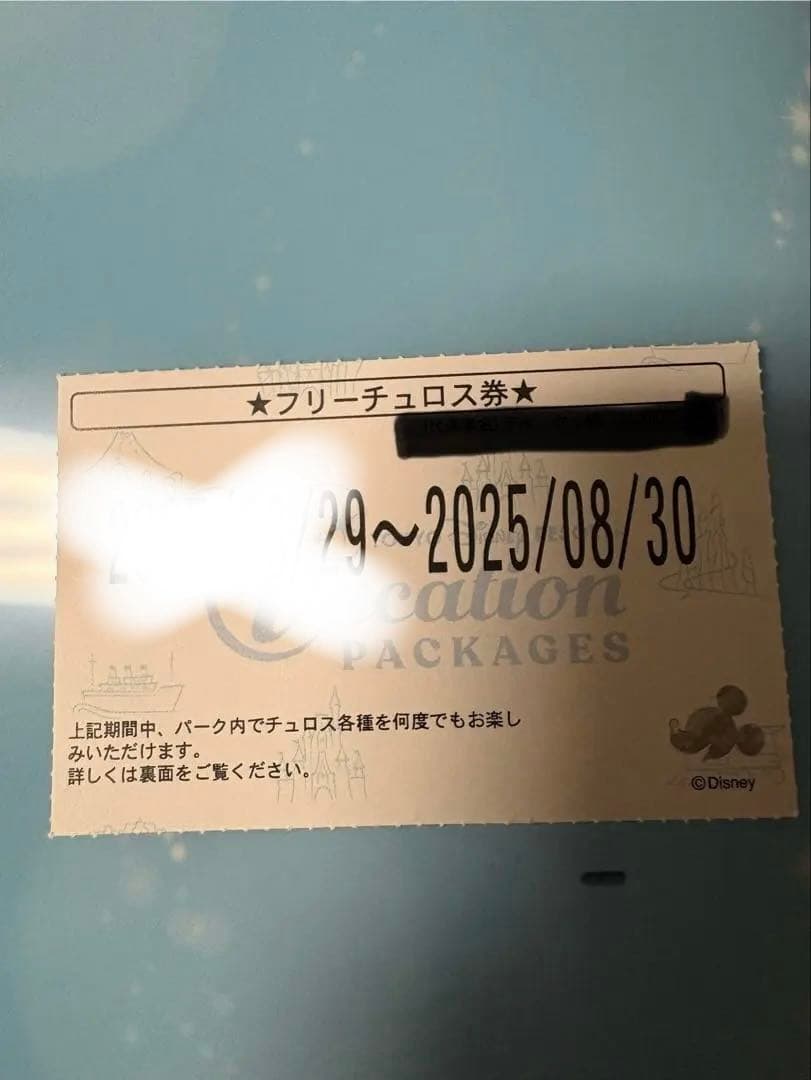 ★フリーチュロス券★
/29～2025/08/30
Vacation
PACKAGES
上記期間中、パーク内でチュロス各種を何度でもお楽し
みいただけます。
詳しくは裏面をご覧ください。
©Disney